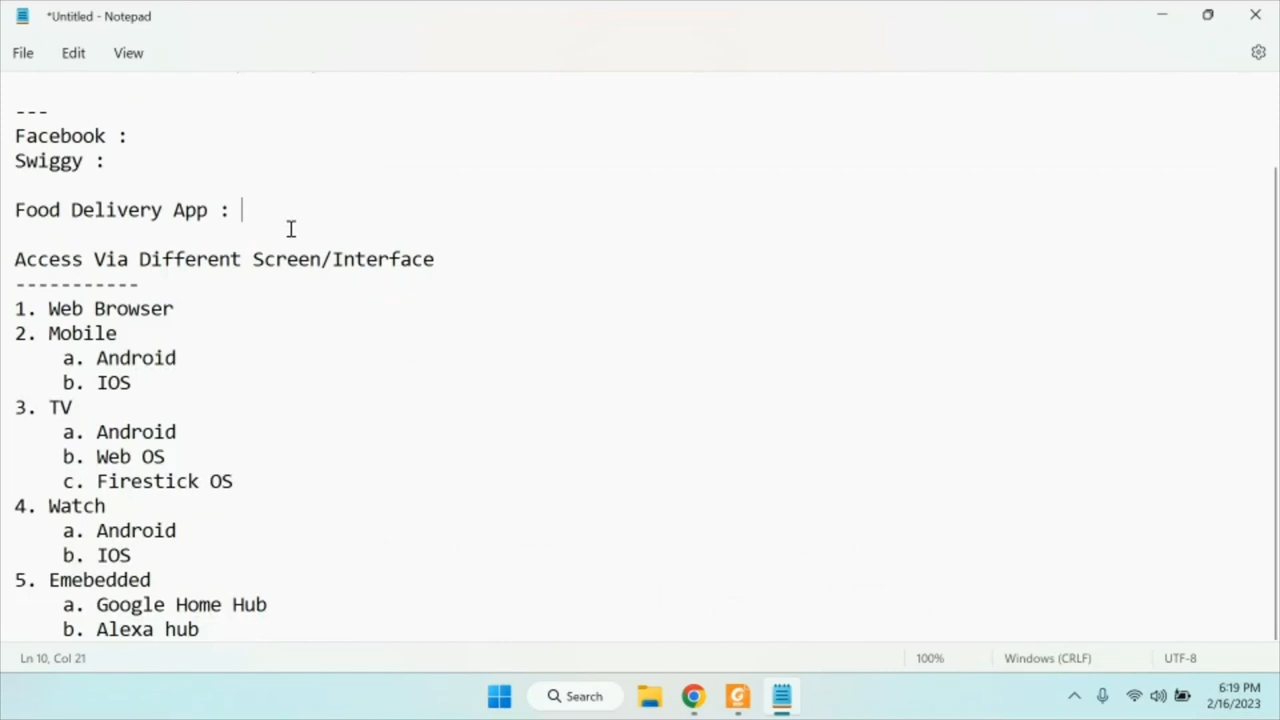 *Untitled - Notepad
File Edit View
---
Facebook :
Swiggy :
Food Delivery App :
Access Via Different Screen/Interface
-----------
1. Web Browser
2. Mobile
a. Android
b. IOS
3. TV
a. Android
b. Web OS
c. Firestick OS
4. Watch
a. Android
b. IOS
5. Emebedded
a. Google Home Hub
b. Alexa hub
Ln 10, Col 21 100% Windows (CRLF) UTF-8
Search
6:19 PM
2/16/2023